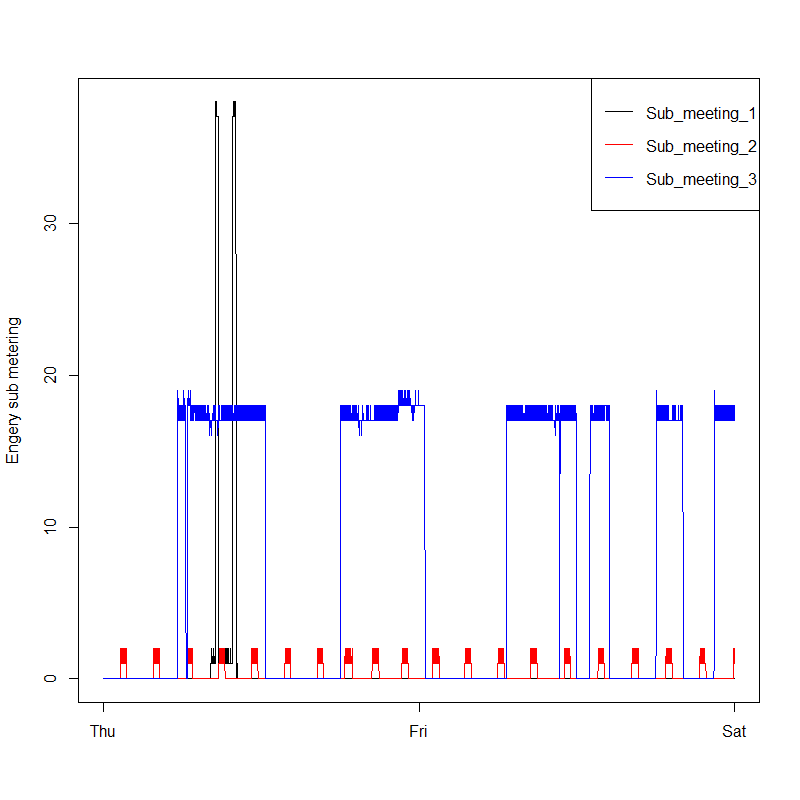 Sub_meeting_1
Sub_meeting_2
Sub_meeting_3
Engery sub metering
30
20
10
0
Thu Fri Sat